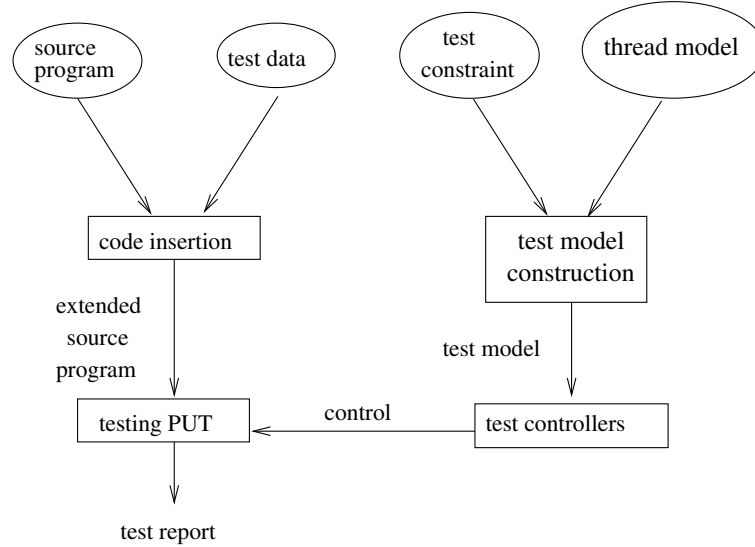 source
program
test data
test
constraint
thread model
code insertion
test model
construction
extended
source
program
test model
testing PUT
control
test controllers
test report